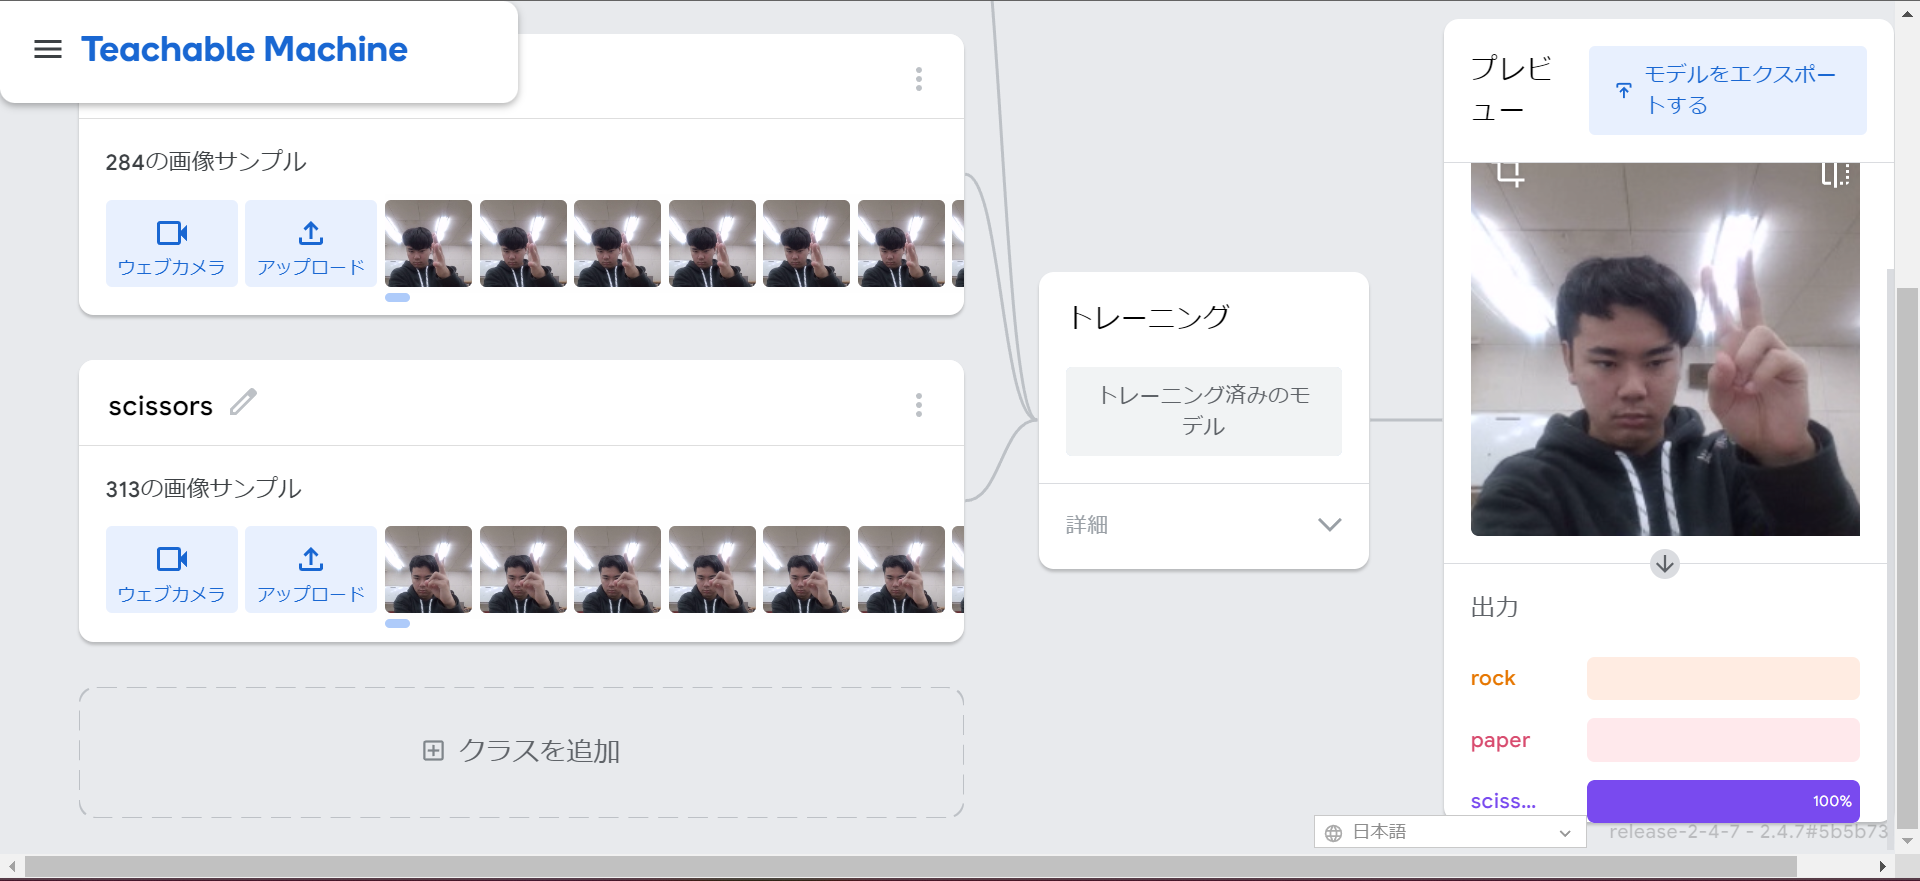 Teachable Machine
284の画像サンプル
ウェブカメラ
アップロード
scissors
313の画像サンプル
ウェブカメラ
アップロード
クラスを追加
トレーニング
トレーニング済みのモ
デル
詳細
プレビ
ュー
モデルをエクスポー
トする
出力
rock
paper
sciss...
100%
日本語
release-2-4-7 - 2.4.7#5b5b73